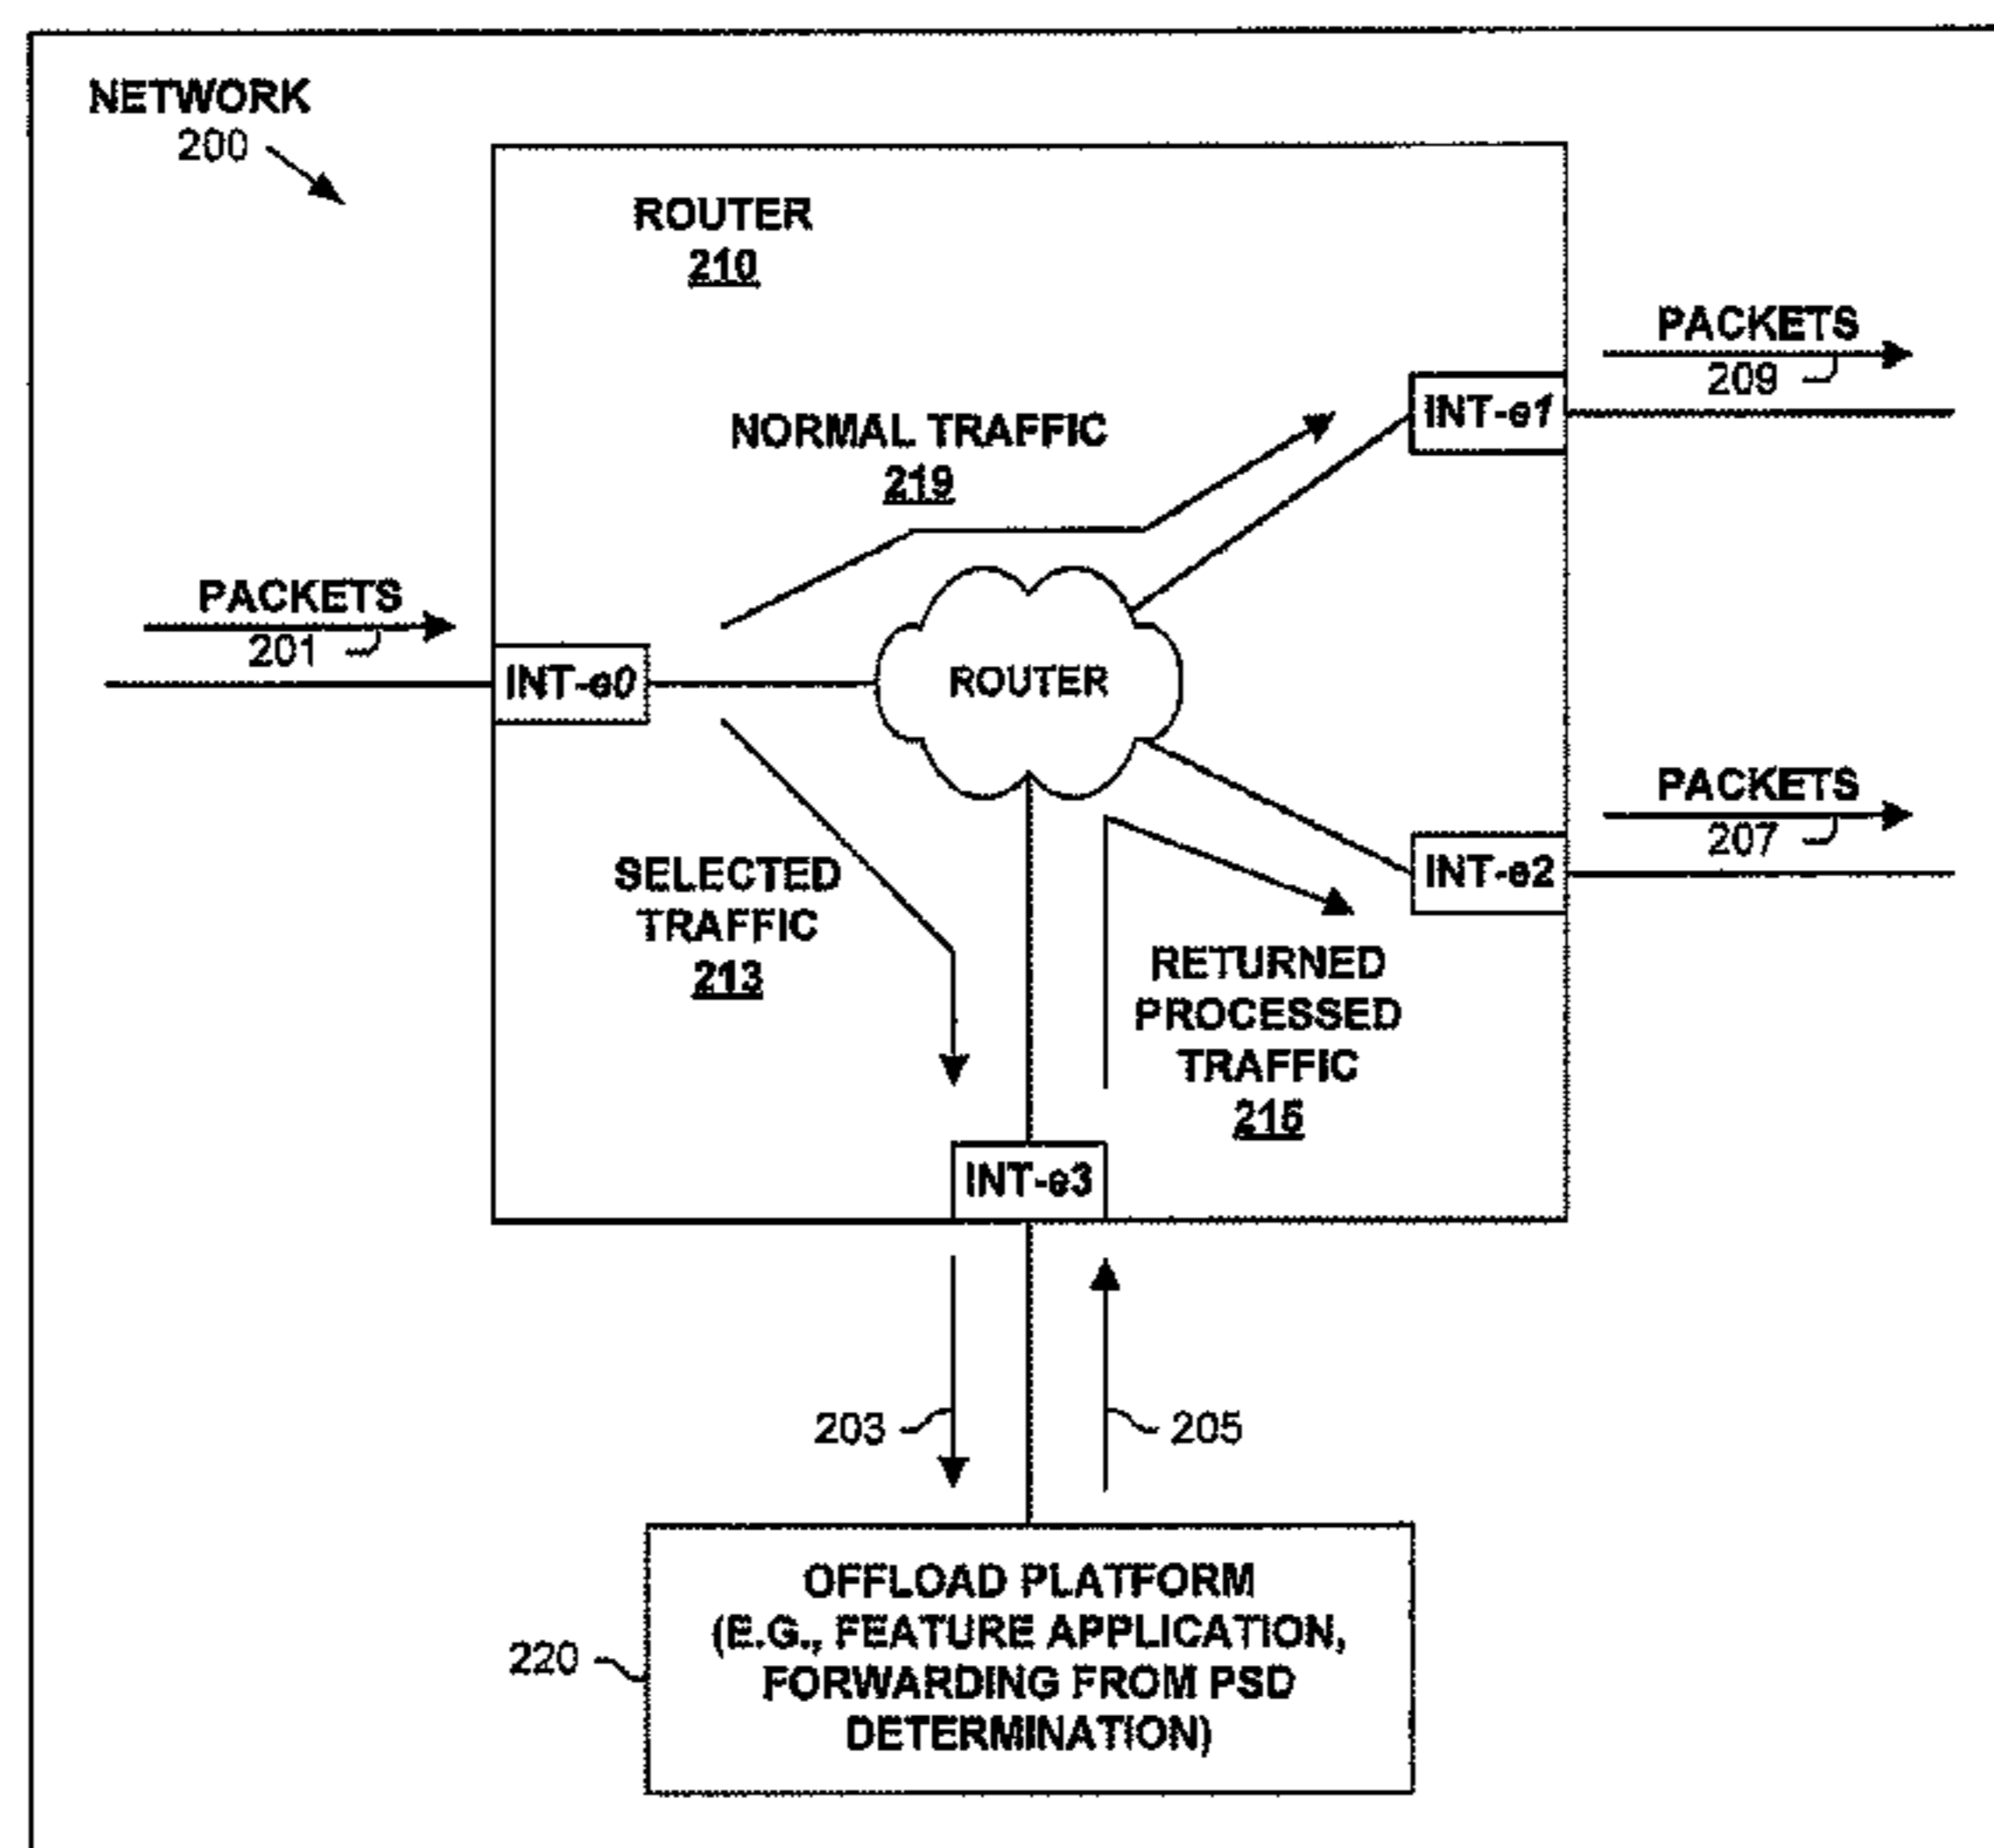 NETWORK
200
ROUTER
210
PACKETS
209
INT-e1
NORMAL TRAFFIC
219
PACKETS
201
INT-e0
ROUTER
PACKETS
207
INT-e2
SELECTED
TRAFFIC
213
RETURNED
PROCESSED
TRAFFIC
215
INT-e3
203
205
OFFLOAD PLATFORM
(E.G., FEATURE APPLICATION,
FORWARDING FROM PSD
DETERMINATION)
220